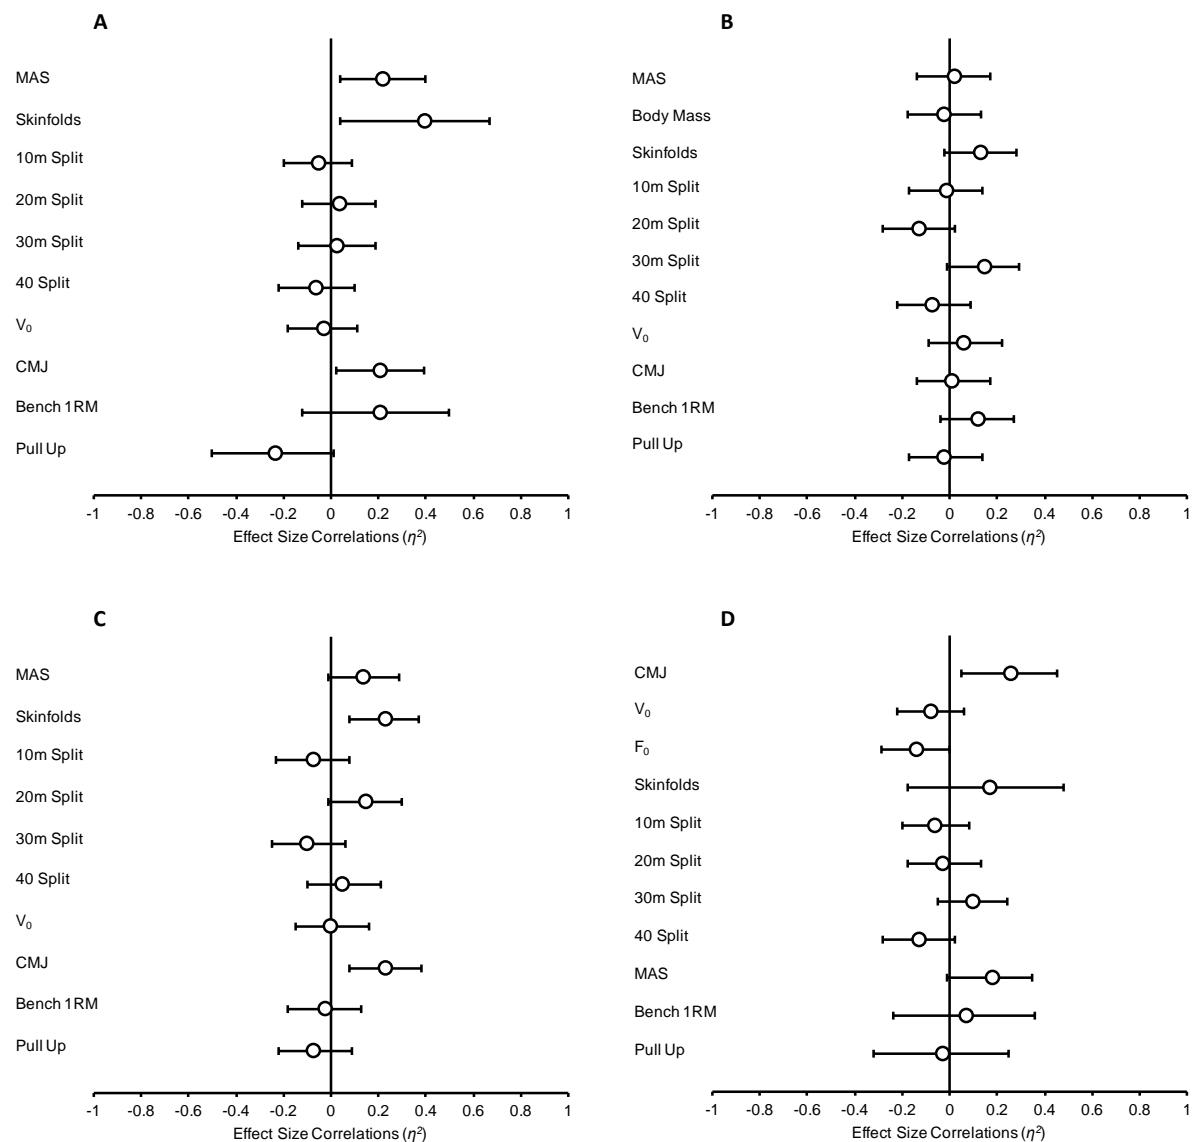 A
MAS
Skinfolds
10m Split
20m Split
30m Split
40 Split
V₀
CMJ
Bench 1RM
Pull Up
-1 -0.8 -0.6 -0.4 -0.2 0 0.2 0.4 0.6 0.8 1
Effect Size Correlations (η²)
B
MAS
Body Mass
Skinfolds
10m Split
20m Split
30m Split
40 Split
V₀
CMJ
Bench 1RM
Pull Up
-1 -0.8 -0.6 -0.4 -0.2 0 0.2 0.4 0.6 0.8 1
Effect Size Correlations (η²)
C
MAS
Skinfolds
10m Split
20m Split
30m Split
40 Split
V₀
CMJ
Bench 1RM
Pull Up
-1 -0.8 -0.6 -0.4 -0.2 0 0.2 0.4 0.6 0.8 1
Effect Size Correlations (η²)
D
CMJ
V₀
F₀
Skinfolds
10m Split
20m Split
30m Split
40 Split
MAS
Bench 1RM
Pull Up
-1 -0.8 -0.6 -0.4 -0.2 0 0.2 0.4 0.6 0.8 1
Effect Size Correlations (η²)